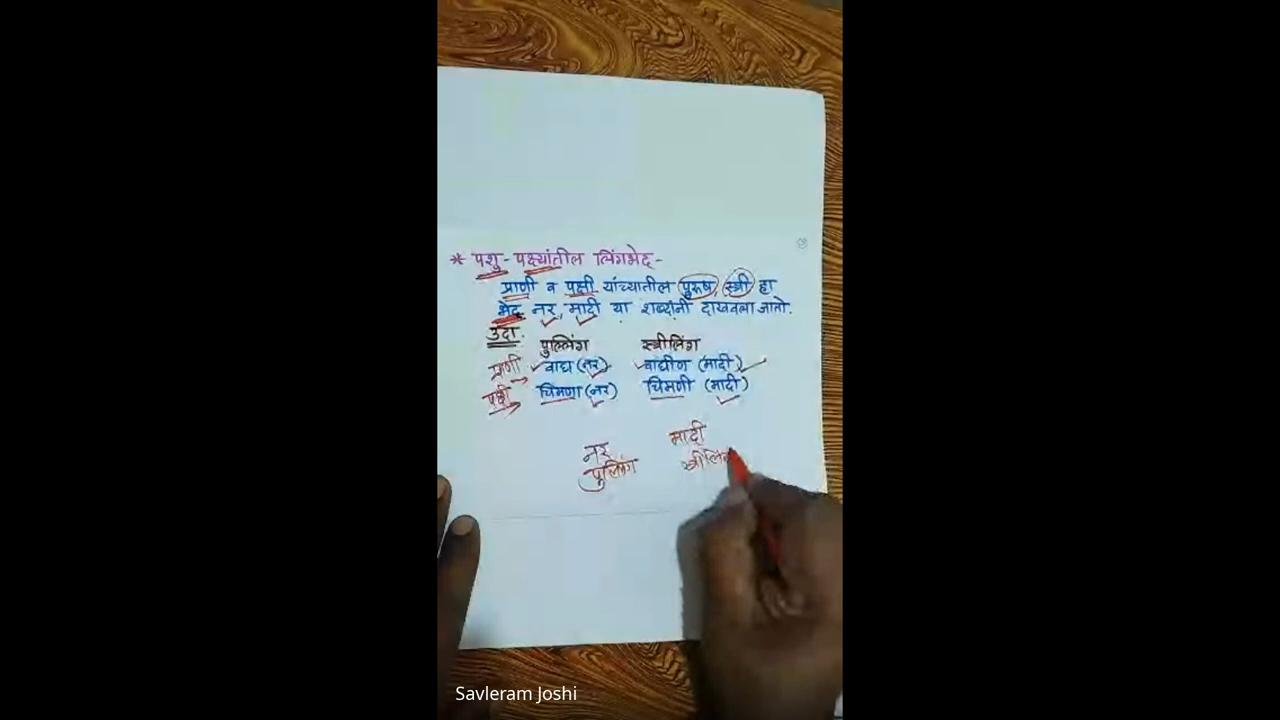 * पशु - पक्ष्यांतील लिंगभेद -
प्राणी व पक्षी यांच्यातील पुरूष, स्त्री हा
भेद नर, मादी या शब्दांनी दाखवला जातो.
उदा.
पुल्लिंग स्त्रीलिंग
प्राणी वाघ (नर) वाघीण (मादी)
पक्षी चिमणा (नर) चिमणी (मादी)
नर मादी
पुलिंग
Savleram Joshi